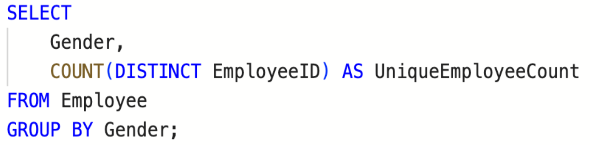 SELECT
    Gender,
    COUNT(DISTINCT EmployeeID) AS UniqueEmployeeCount
FROM Employee
GROUP BY Gender;